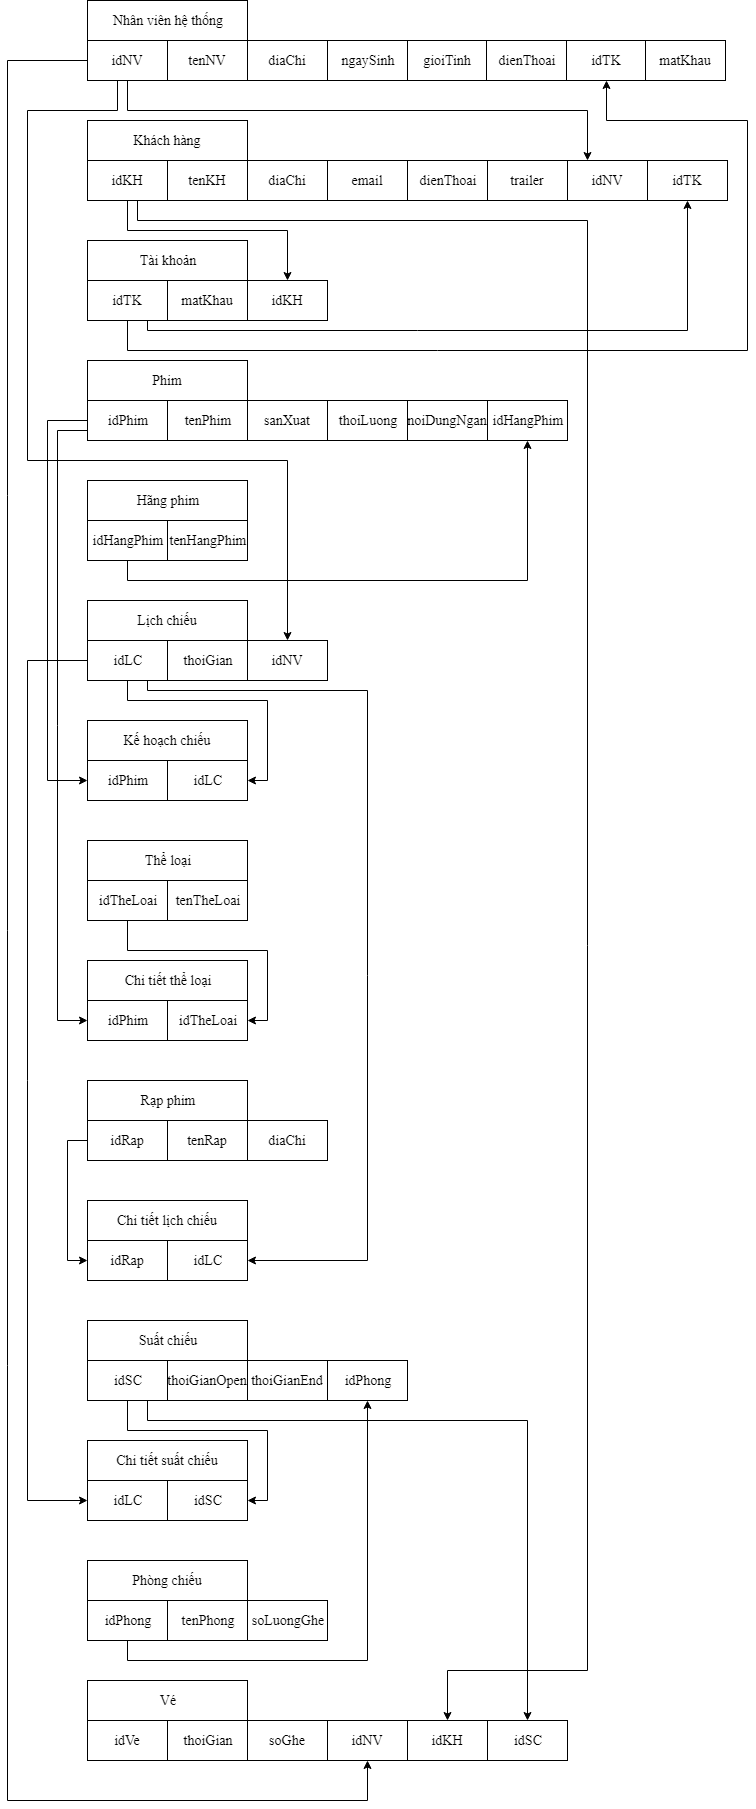 Nhân viên hệ thống
idNV tenNV diaChi ngaySinh gioiTinh dienThoai idTK matKhau
Khách hàng
idKH tenKH diaChi email dienThoai trailer idNV idTK
Tài khoản
idTK matKhau idKH
Phim
idPhim tenPhim sanXuat thoiLuong noiDungNgan idHangPhim
Hãng phim
idHangPhim tenHangPhim
Lịch chiếu
idLC thoiGian idNV
Kế hoạch chiếu
idPhim idLC
Thể loại
idTheLoai tenTheLoai
Chi tiết thể loại
idPhim idTheLoai
Rạp phim
idRap tenRap diaChi
Chi tiết lịch chiếu
idRap idLC
Suất chiếu
idSC thoiGianOpen thoiGianEnd idPhong
Chi tiết suất chiếu
idLC idSC
Phòng chiếu
idPhong tenPhong soLuongGhe
Vé
idVe thoiGian soGhe idNV idKH idSC